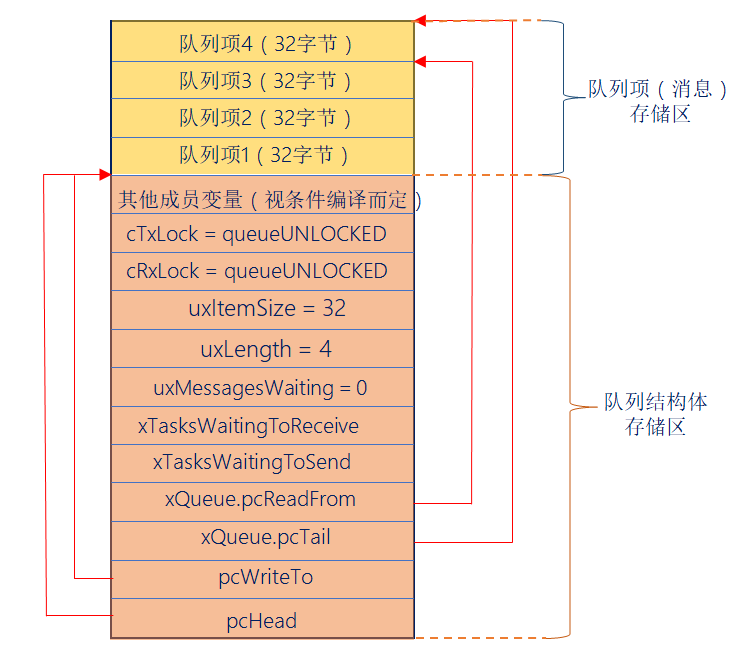 队列项4（32字节）
队列项3（32字节）
队列项2（32字节）
队列项1（32字节）
队列项（消息）
存储区
其他成员变量（视条件编译而定）
cTxLock = queueUNLOCKED
cRxLock = queueUNLOCKED
uxItemSize = 32
uxLength = 4
uxMessagesWaiting = 0
xTasksWaitingToReceive
xTasksWaitingToSend
xQueue.pcReadFrom
xQueue.pcTail
pcWriteTo
pcHead
队列结构体
存储区